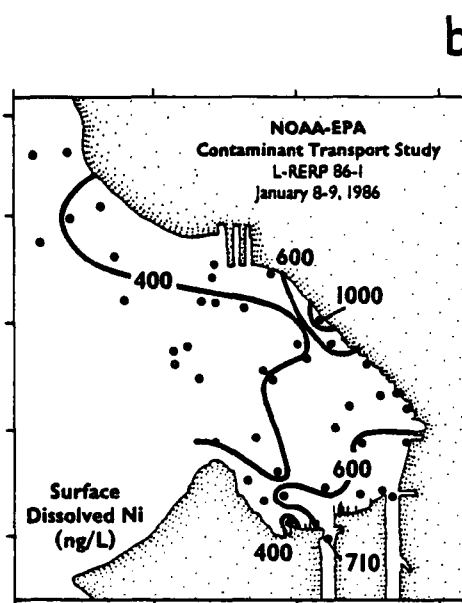 b
NOAA-EPA
Contaminant Transport Study
L-RERP 86-1
January 8-9, 1986
600
1000
400
600
Surface
Dissolved Ni
(ng/L)
400
710